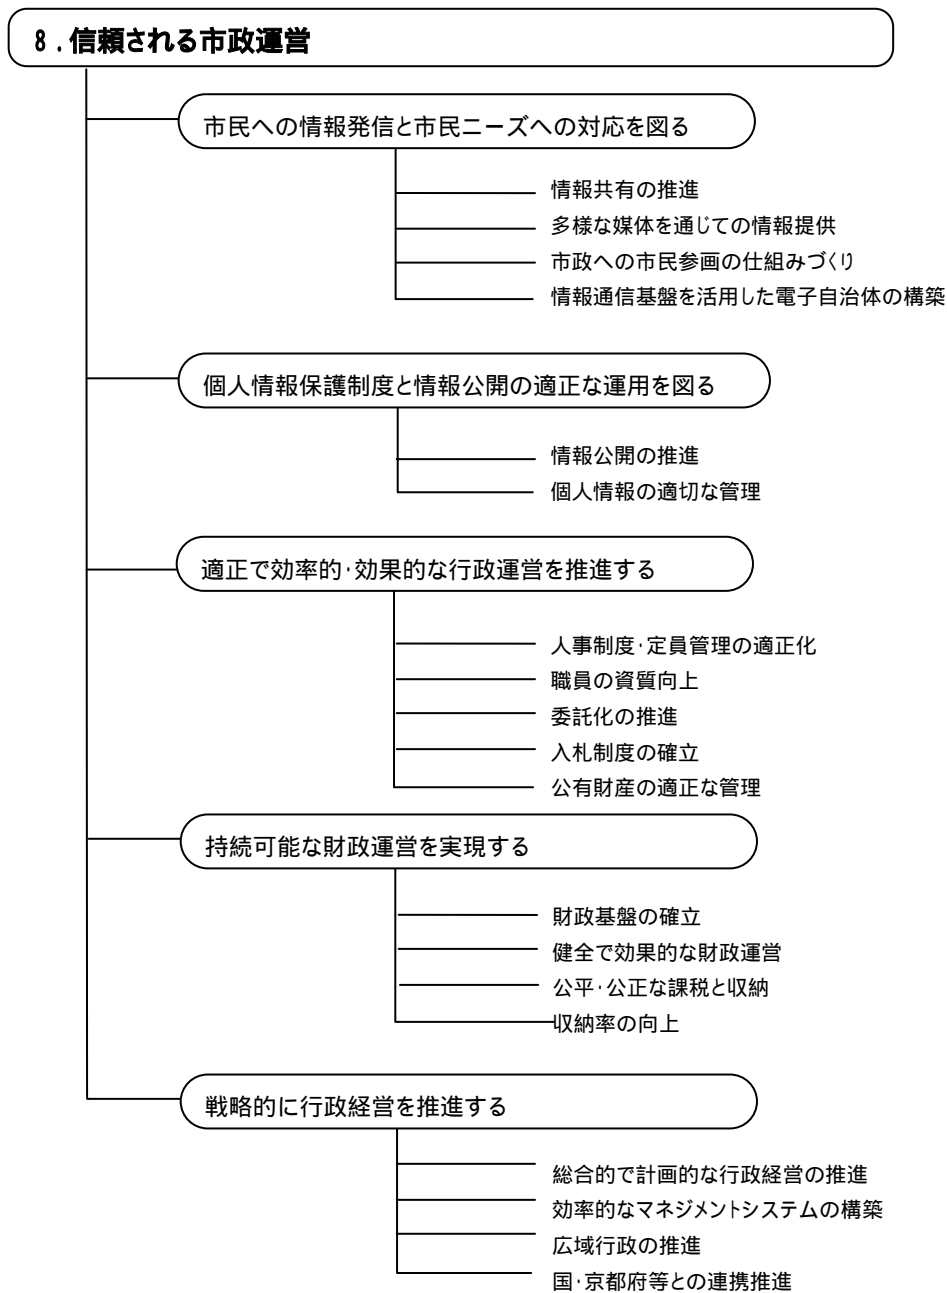 ８．信頼される市政運営
市民への情報発信と市民ニーズへの対応を図る
情報共有の推進
多様な媒体を通じての情報提供
市政への市民参画の仕組みづくり
情報通信基盤を活用した電子自治体の構築
個人情報保護制度と情報公開の適正な運用を図る
情報公開の推進
個人情報の適切な管理
適正で効率的・効果的な行政運営を推進する
人事制度・定員管理の適正化
職員の資質向上
委託化の推進
入札制度の確立
公有財産の適正な管理
持続可能な財政運営を実現する
財政基盤の確立
健全で効果的な財政運営
公平・公正な課税と収納
収納率の向上
戦略的に行政経営を推進する
総合的で計画的な行政経営の推進
効率的なマネジメントシステムの構築
広域行政の推進
国・京都府等との連携推進